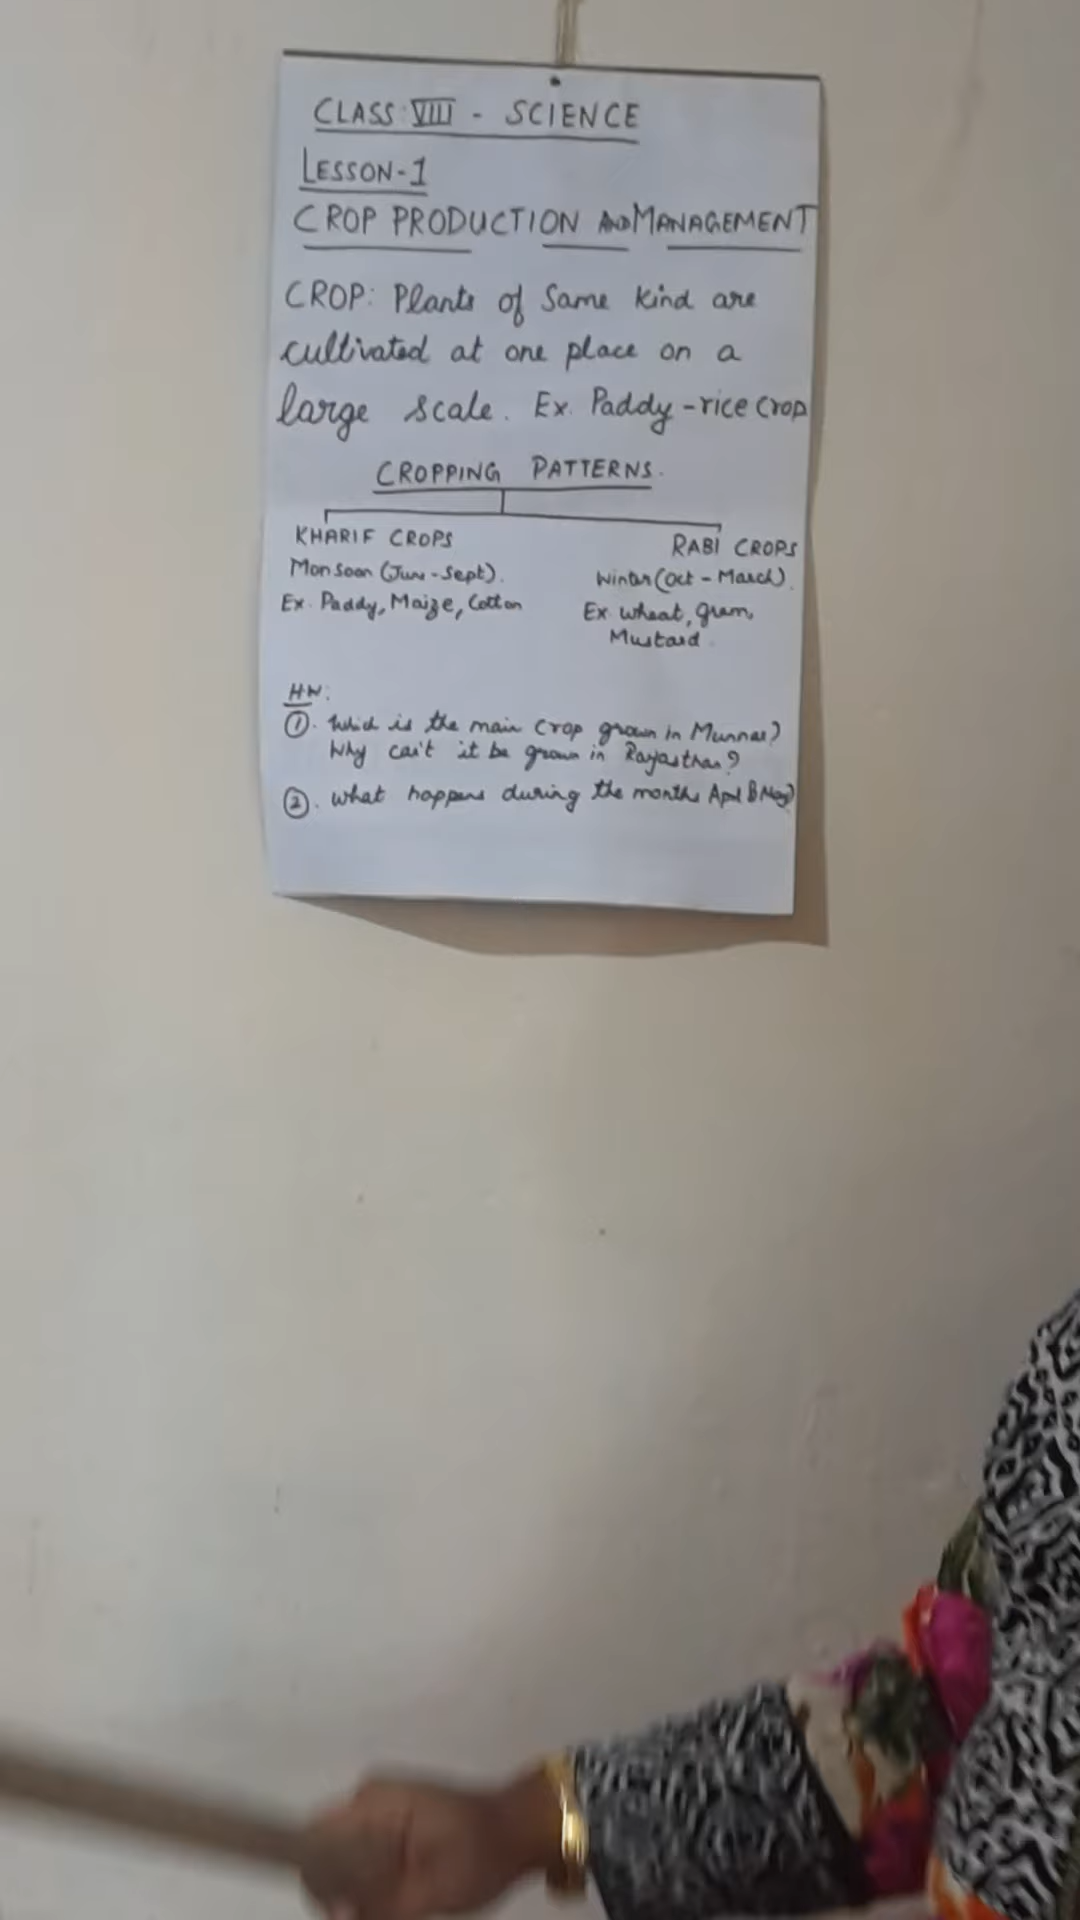 CLASS: VIII - SCIENCE
LESSON-1
CROP PRODUCTION AND MANAGEMENT
CROP: Plants of Same kind are
cultivated at one place on a
large scale. Ex. Paddy-rice crop
CROPPING PATTERNS.
KHARIF CROPS
Monsoon (June-Sept).
Ex. Paddy, Maize, Cotton
RABI CROPS
Winter (Oct - March).
Ex. wheat, gram,
Mustard.
HW:
①. Which is the main crop grown in Munnar?
Why can't it be grown in Rajasthan?
②. what happens during the months April & May?